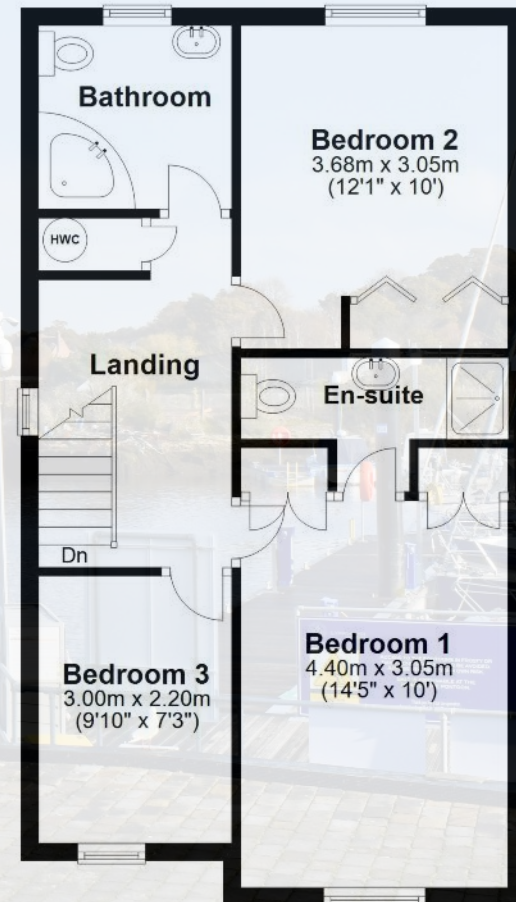 Bathroom
Bedroom 2
3.68m x 3.05m
(12'1" x 10')
HWC
Landing
En-suite
Dn
Bedroom 1
4.40m x 3.05m
(14'5" x 10')
Bedroom 3
3.00m x 2.20m
(9'10" x 7'3")